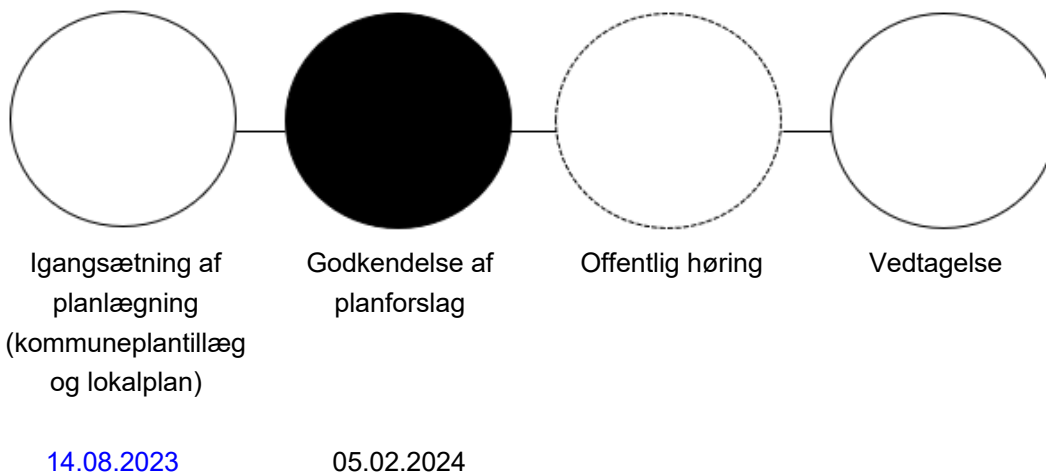 Igangsætning af
planlægning
(kommuneplantillæg
og lokalplan)
14.08.2023
Godkendelse af
planforslag
05.02.2024
Offentlig høring
Vedtagelse